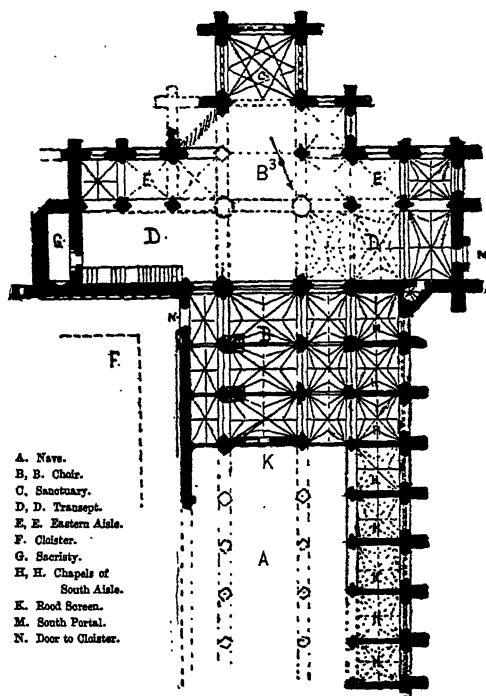 C
B³
E
E
D
D
G
N
N
B
H
F
H
H
K
H
A
H
K
H
H
A. Nave.
B, B. Choir.
C, Sanctuary.
D, D. Transept.
E, E. Eastern Aisle.
F. Cloister.
G. Sacristy.
H, H. Chapels of
South Aisle.
K. Rood Screen.
M. South Portal.
N. Door to Cloister.